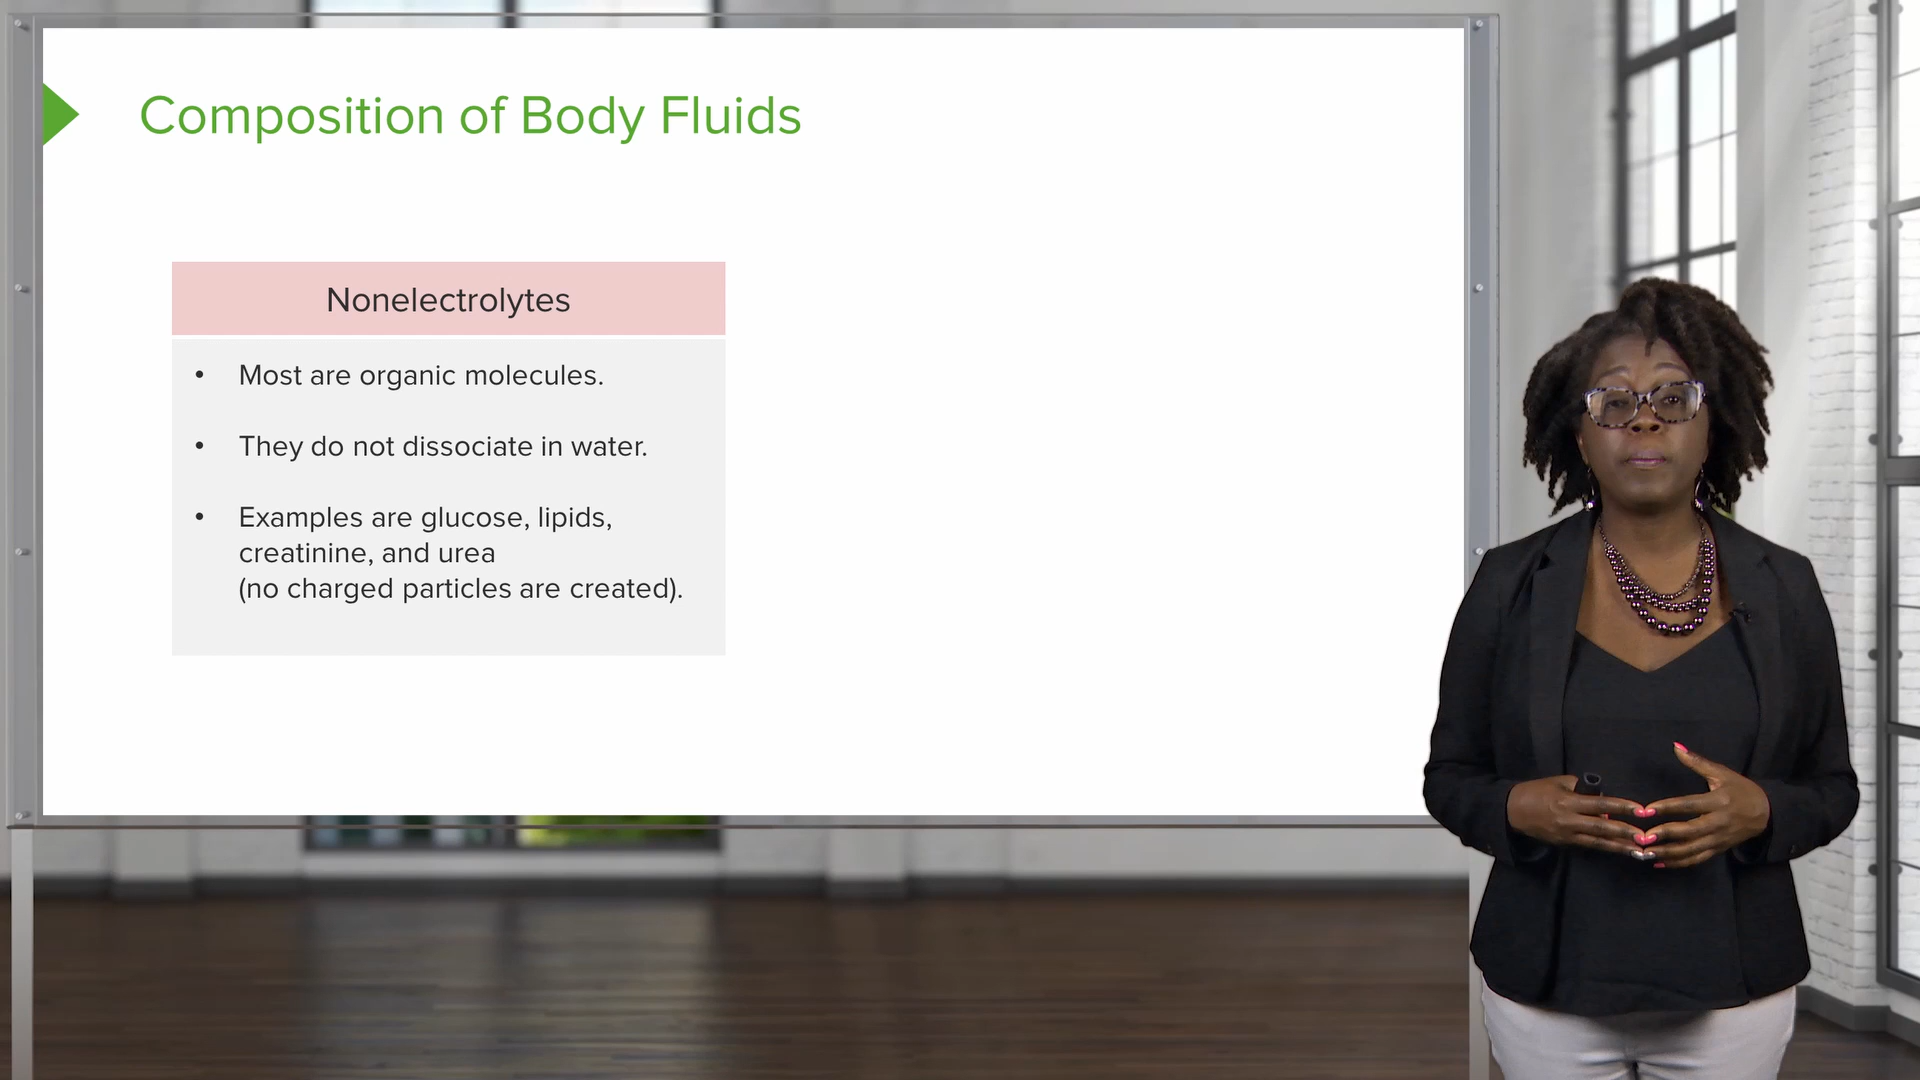 Composition of Body Fluids
Nonelectrolytes
• Most are organic molecules.
• They do not dissociate in water.
• Examples are glucose, lipids,
creatinine, and urea
(no charged particles are created).